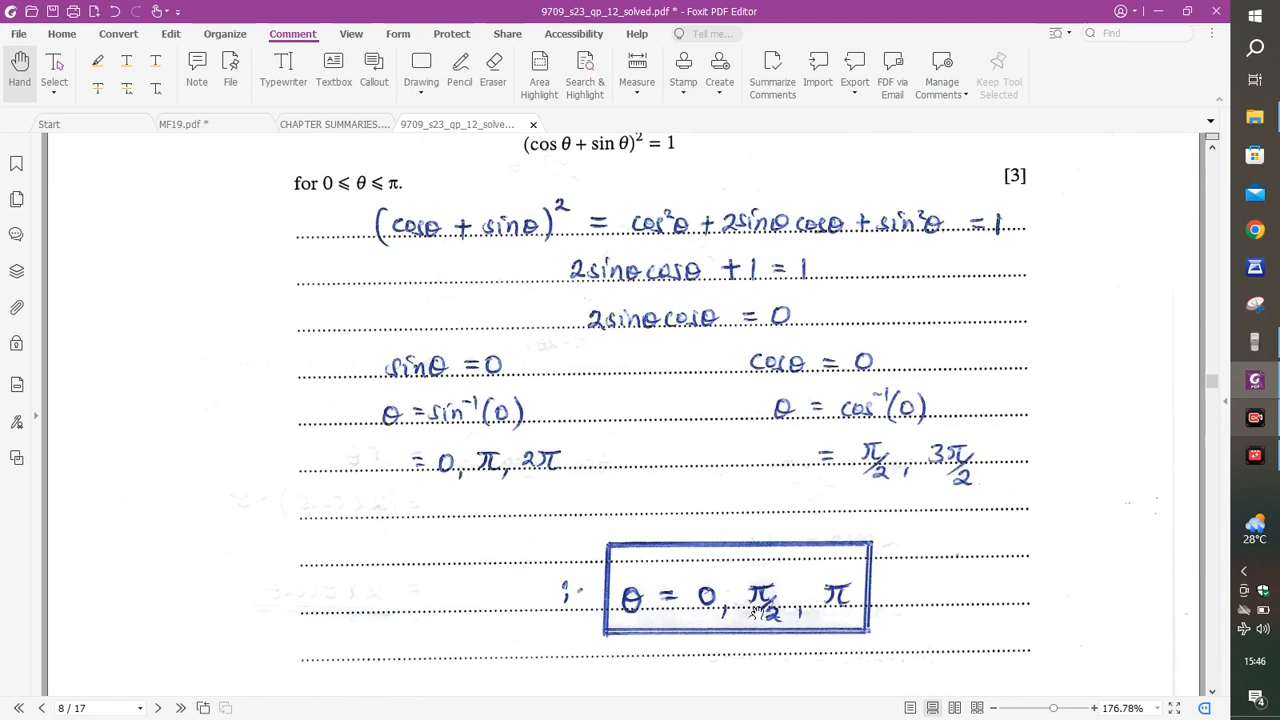 9709_s23_qp_12_solved.pdf * - Foxit PDF Editor
File Home Convert Edit Organize Comment View Form Protect Share Accessibility Help Tell me... Find
Hand Select Note File Typewriter Textbox Callout Drawing Pencil Eraser Area Highlight Search & Highlight Measure Stamp Create Summarize Comments Import Export FDF via Email Manage Comments Keep Tool Selected
Start MF19.pdf * CHAPTER SUMMARIES.... 9709_s23_qp_12_solve...
(cos θ + sin θ)² = 1
for 0 ⩽ θ ⩽ π. [3]
(cosθ + sinθ)² = cos²θ + 2sinθcosθ + sin²θ = 1
2sinθcosθ + 1 = 1
2sinθcosθ = 0
sinθ = 0 cosθ = 0
θ = sin⁻¹(0) θ = cos⁻¹(0)
= 0, π, 2π = π/2, 3π/2
∴ θ = 0, π/2, π
28°C
15:46
4
8 / 17 176.78%